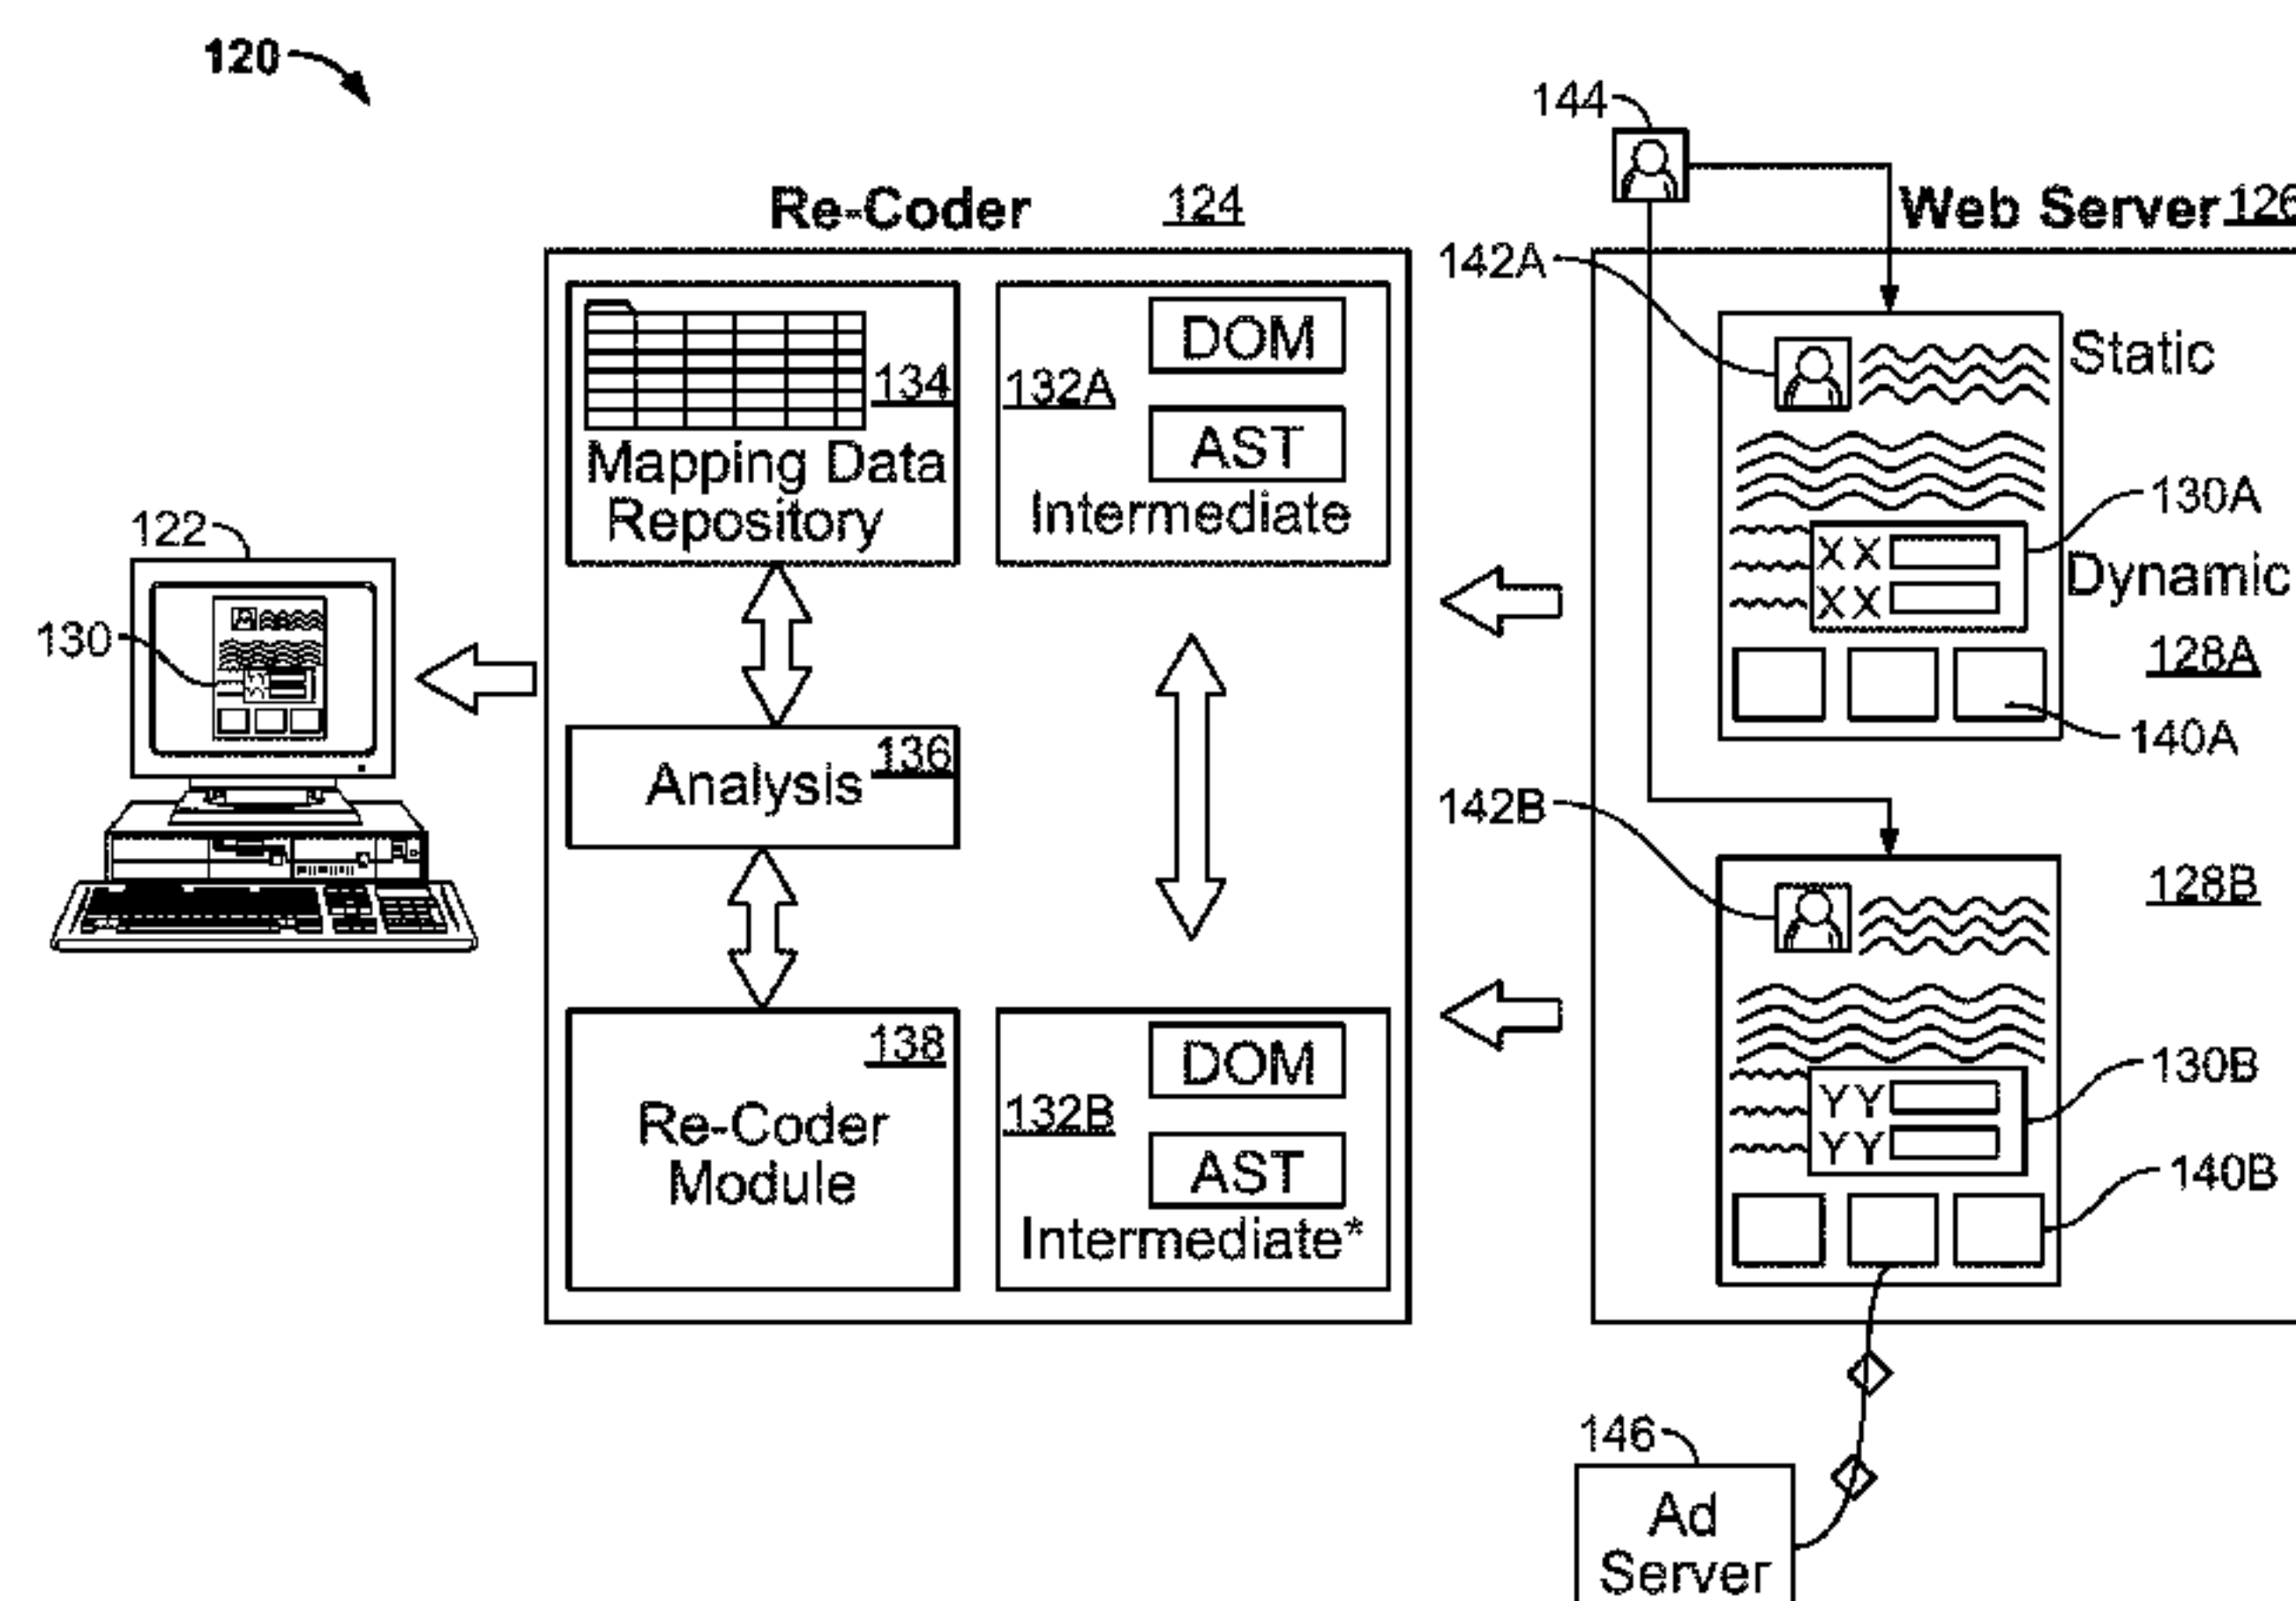 120
144
Re-Coder 124
Web Server 126
142A
DOM
Static
134
132A
AST
Mapping Data
Repository
Intermediate
130A
XX
XX
Dynamic
122
130
128A
136
Analysis
140A
142B
128B
138
DOM
Re-Coder
Module
132B
AST
Intermediate*
130B
YY
YY
140B
146
Ad
Server